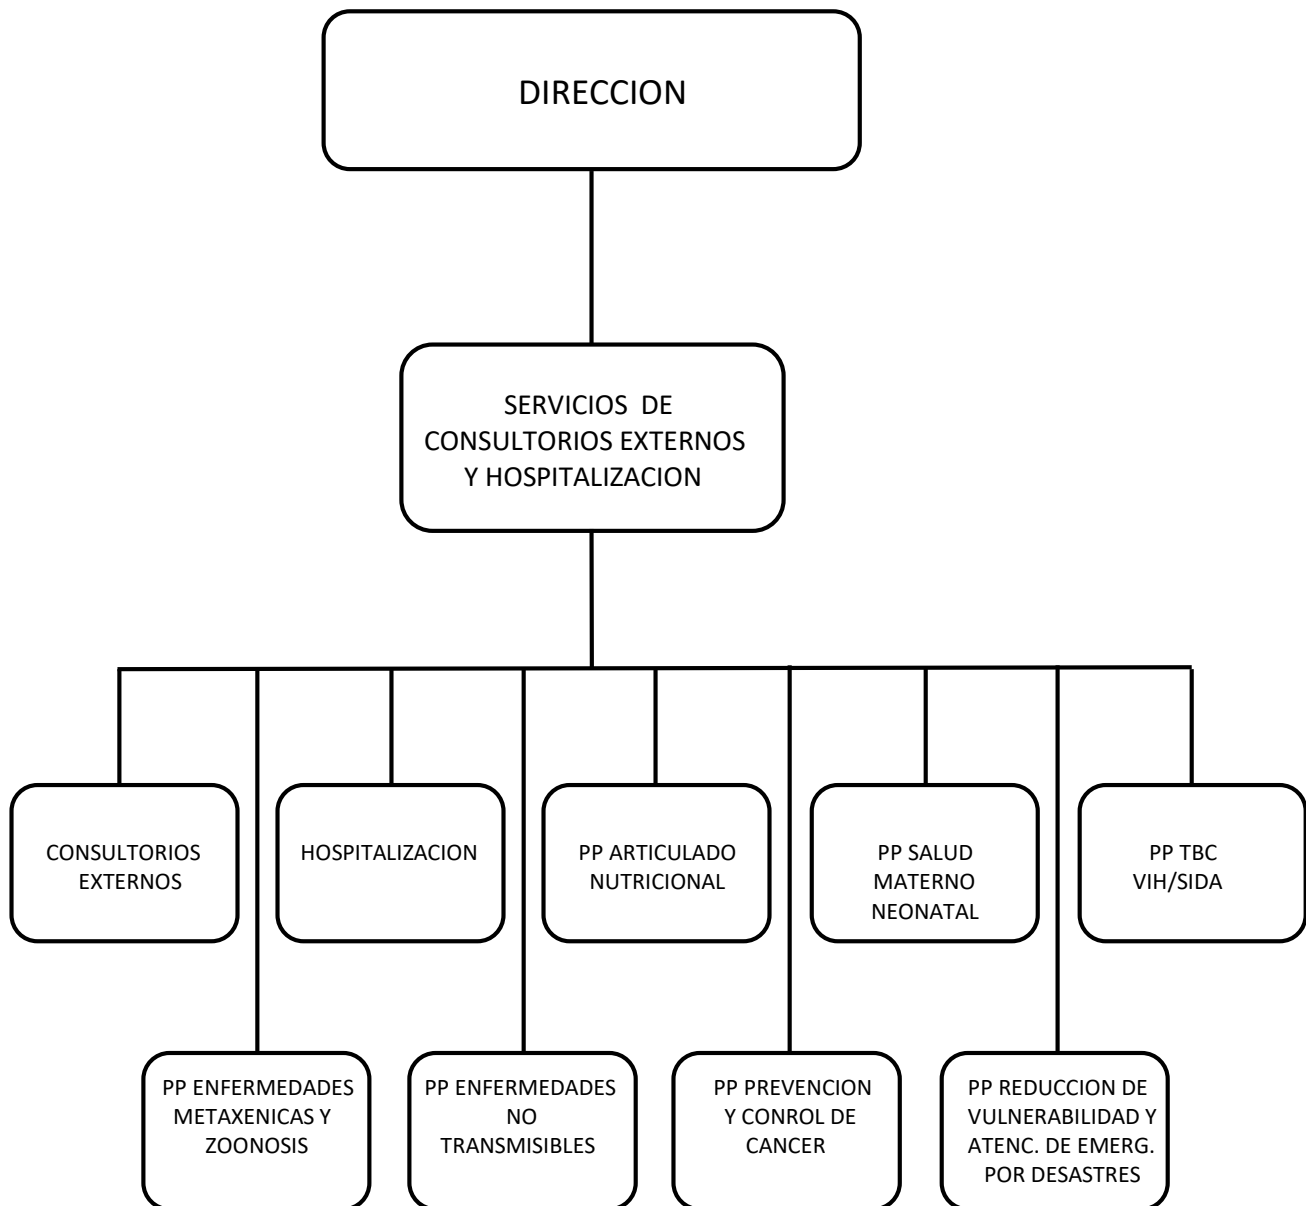 DIRECCION
SERVICIOS DE
CONSULTORIOS EXTERNOS
Y HOSPITALIZACION
CONSULTORIOS
EXTERNOS
HOSPITALIZACION
PP ARTICULADO
NUTRICIONAL
PP SALUD
MATERNO
NEONATAL
PP TBC
VIH/SIDA
PP ENFERMEDADES
METAXENICAS Y
ZOONOSIS
PP ENFERMEDADES
NO
TRANSMISIBLES
PP PREVENCION
Y CONROL DE
CANCER
PP REDUCCION DE
VULNERABILIDAD Y
ATENC. DE EMERG.
POR DESASTRES